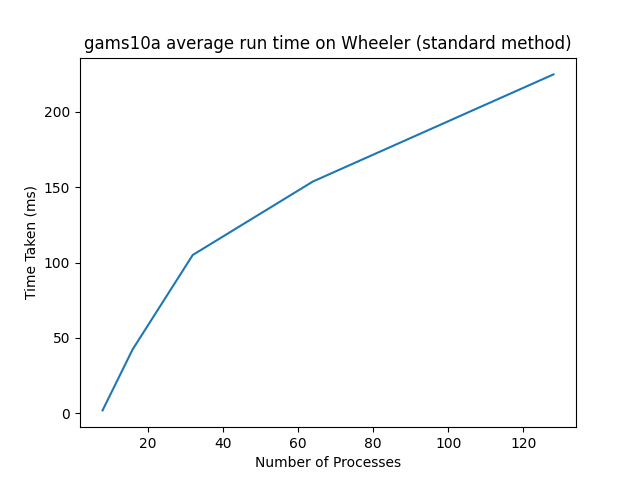 gams10a average run time on Wheeler (standard method)
200
150
100
50
0
Time Taken (ms)
20 40 60 80 100 120
Number of Processes